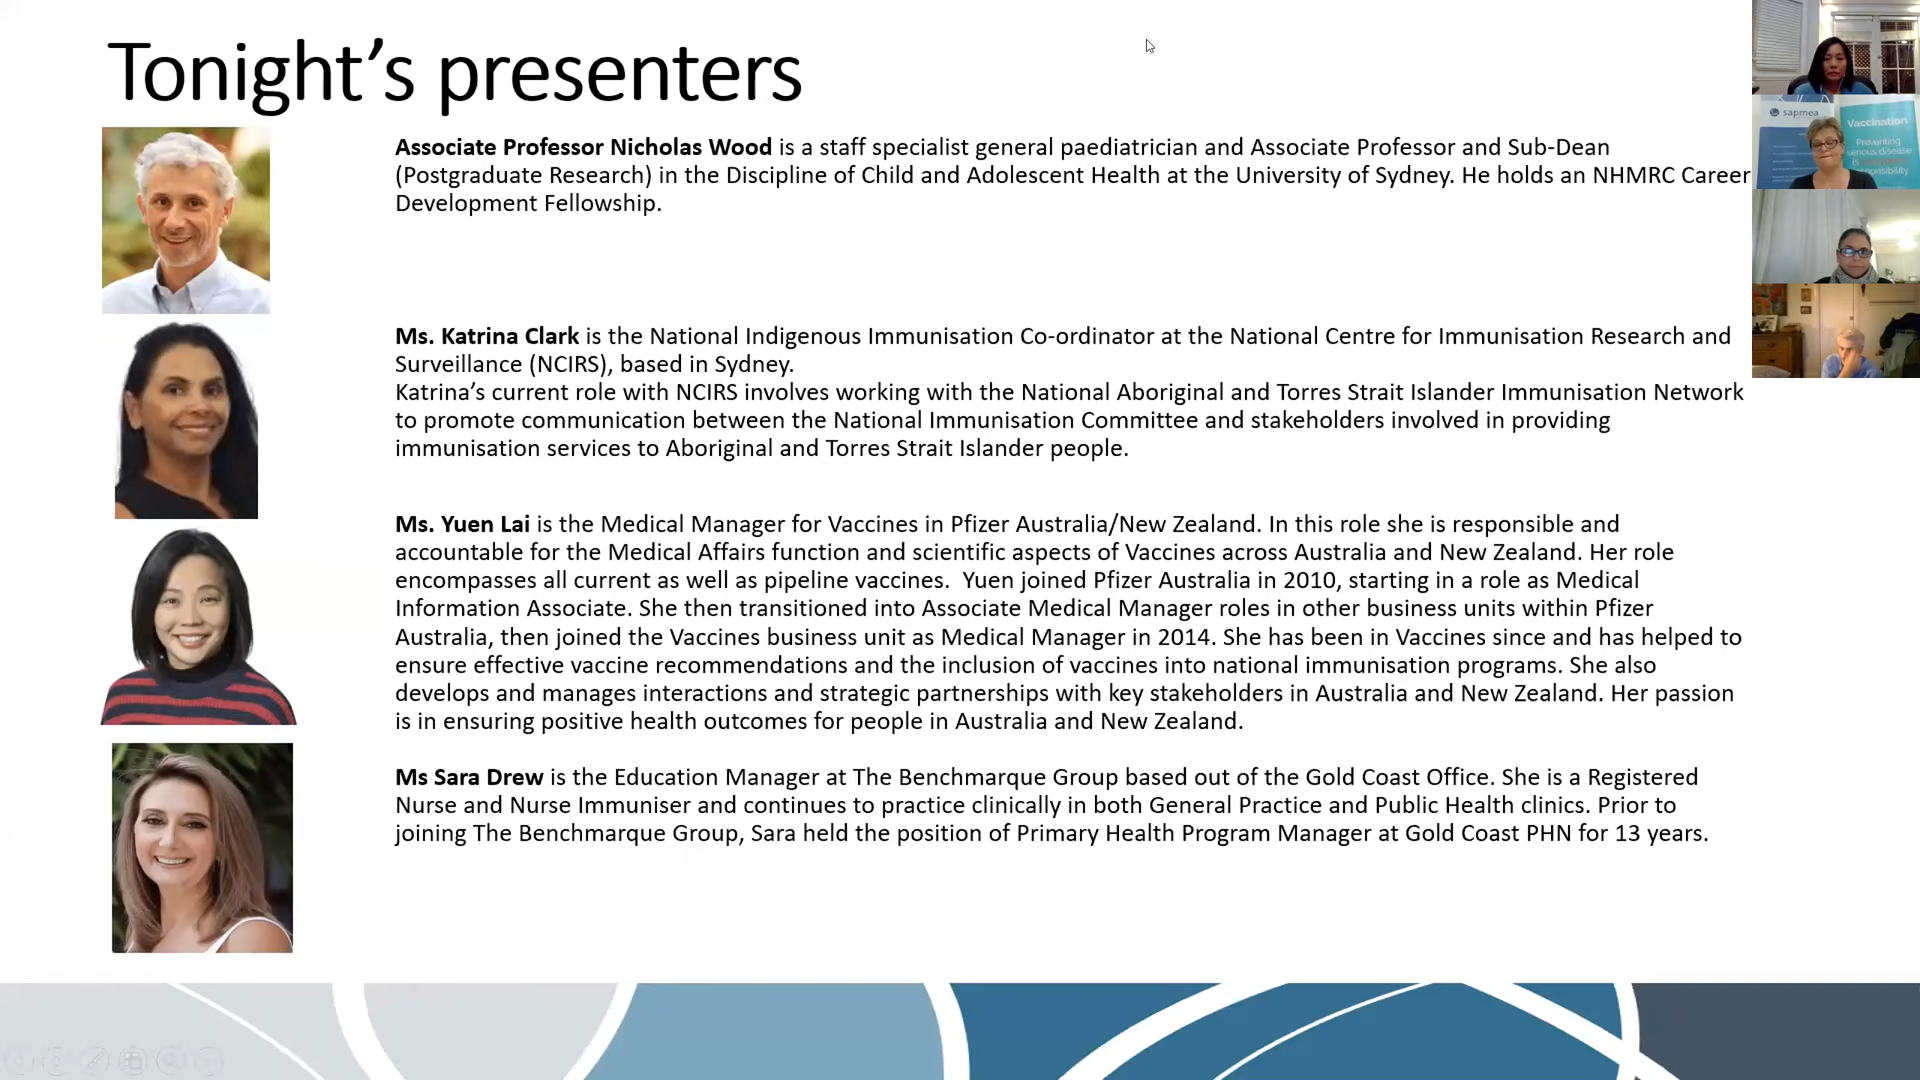 Tonight’s presenters
Associate Professor Nicholas Wood is a staff specialist general paediatrician and Associate Professor and Sub-Dean
(Postgraduate Research) in the Discipline of Child and Adolescent Health at the University of Sydney. He holds an NHMRC Career
Development Fellowship.
Ms. Katrina Clark is the National Indigenous Immunisation Co-ordinator at the National Centre for Immunisation Research and
Surveillance (NCIRS), based in Sydney.
Katrina’s current role with NCIRS involves working with the National Aboriginal and Torres Strait Islander Immunisation Network
to promote communication between the National Immunisation Committee and stakeholders involved in providing
immunisation services to Aboriginal and Torres Strait Islander people.
Ms. Yuen Lai is the Medical Manager for Vaccines in Pfizer Australia/New Zealand. In this role she is responsible and
accountable for the Medical Affairs function and scientific aspects of Vaccines across Australia and New Zealand. Her role
encompasses all current as well as pipeline vaccines.  Yuen joined Pfizer Australia in 2010, starting in a role as Medical
Information Associate. She then transitioned into Associate Medical Manager roles in other business units within Pfizer
Australia, then joined the Vaccines business unit as Medical Manager in 2014. She has been in Vaccines since and has helped to
ensure effective vaccine recommendations and the inclusion of vaccines into national immunisation programs. She also
develops and manages interactions and strategic partnerships with key stakeholders in Australia and New Zealand. Her passion
is in ensuring positive health outcomes for people in Australia and New Zealand.
Ms Sara Drew is the Education Manager at The Benchmarque Group based out of the Gold Coast Office. She is a Registered
Nurse and Nurse Immuniser and continues to practice clinically in both General Practice and Public Health clinics. Prior to
joining The Benchmarque Group, Sara held the position of Primary Health Program Manager at Gold Coast PHN for 13 years.
sapmea
Vaccination
Preventing
serious disease
is